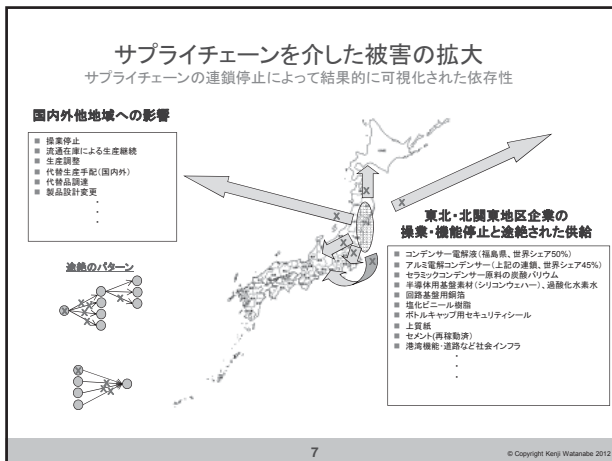 サプライチェーンを介した被害の拡大
サプライチェーンの連鎖停止によって結果的に可視化された依存性
国内外他地域への影響
■ 操業停止
■ 流通在庫による生産継続
■ 生産調整
■ 代替生産手配(国内外)
■ 代替品調達
■ 製品設計変更
・
・
・
途絶のパターン
東北・北関東地区企業の
操業・機能停止と途絶された供給
■ コンデンサー電解液(福島県、世界シェア50%)
■ アルミ電解コンデンサー(上記の連鎖、世界シェア45%)
■ セラミックコンデンサー原料の炭酸バリウム
■ 半導体用基盤素材(シリコンウェハー)、過酸化水素水
■ 回路基盤用銅箔
■ 塩化ビニール樹脂
■ ボトルキャップ用セキュリティシール
■ 上質紙
■ セメント(再稼動済)
■ 港湾機能・道路など社会インフラ
・
・
・
7
© Copyright Kenji Watanabe 2012